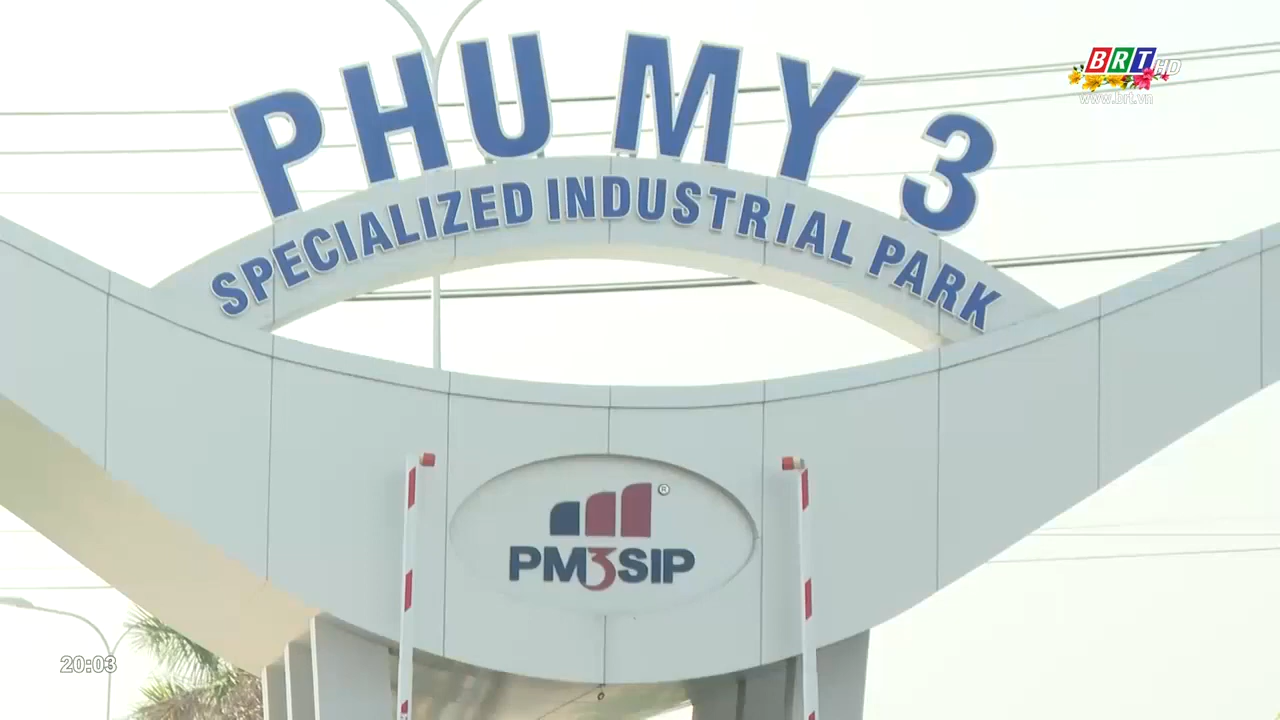 BRT HD
www.brt.vn
PHU MY 3
SPECIALIZED INDUSTRIAL PARK
®
PM3SIP
20:03